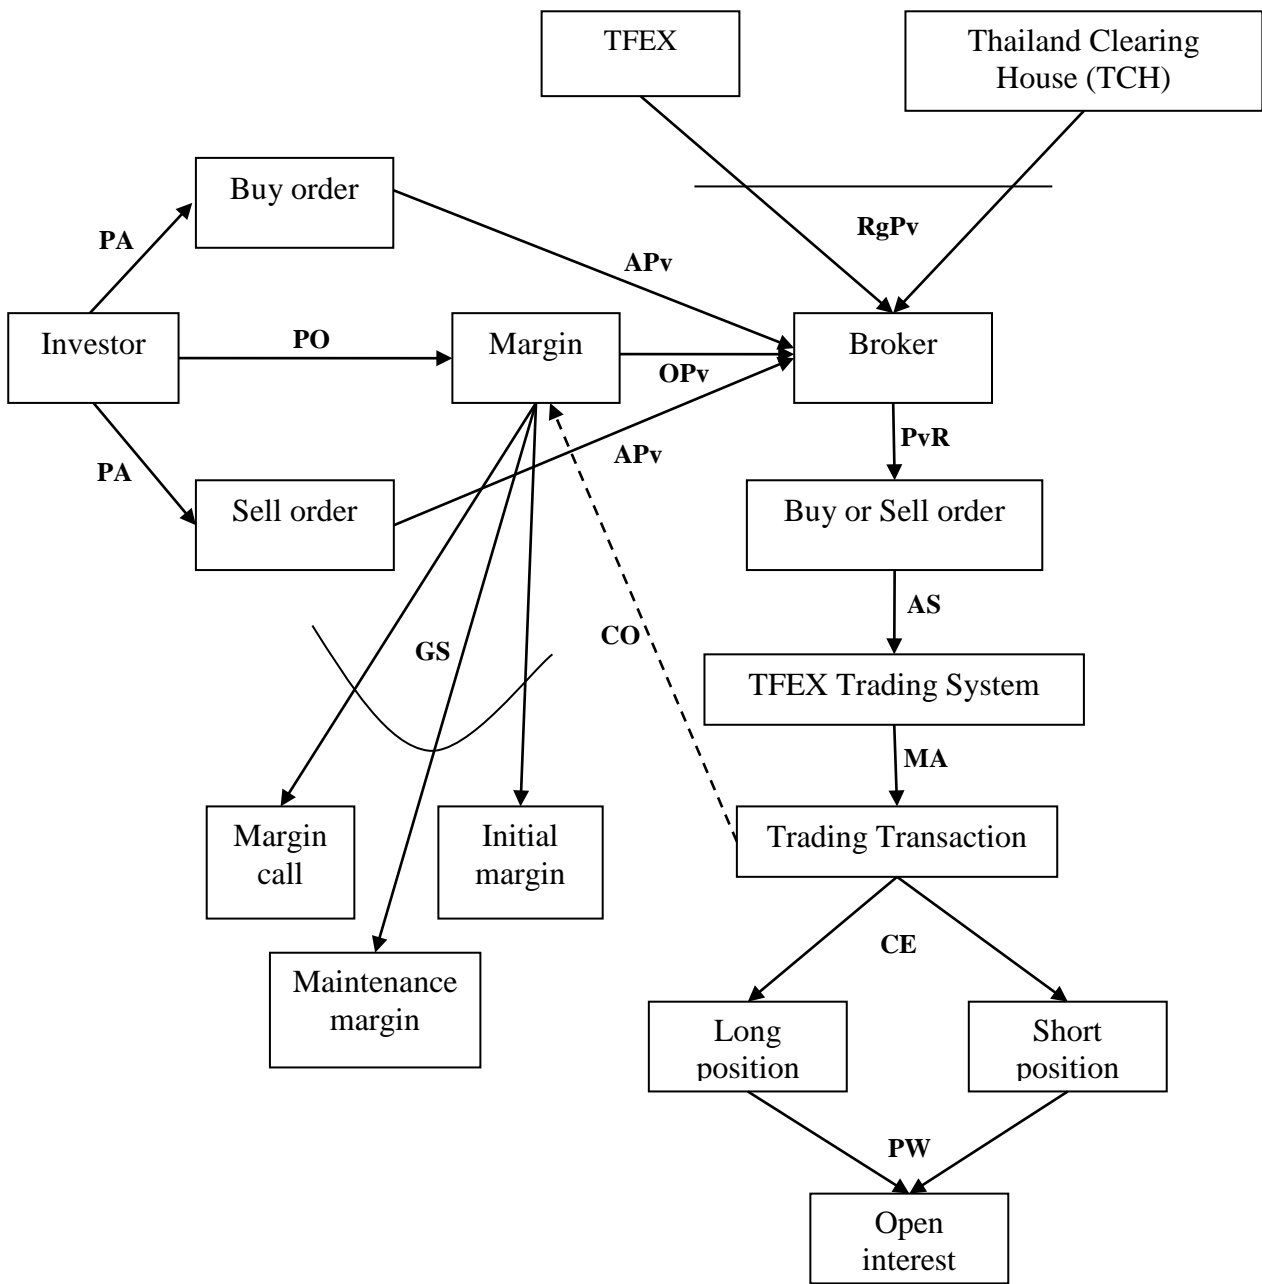 TFEX
Thailand Clearing
House (TCH)
Buy order
PA
RgPv
APv
Investor
PO
Margin
OPv
Broker
PvR
PA
APv
Sell order
Buy or Sell order
AS
GS
CO
TFEX Trading System
MA
Margin
call
Initial
margin
Trading Transaction
CE
Maintenance
margin
Long
position
Short
position
PW
Open
interest